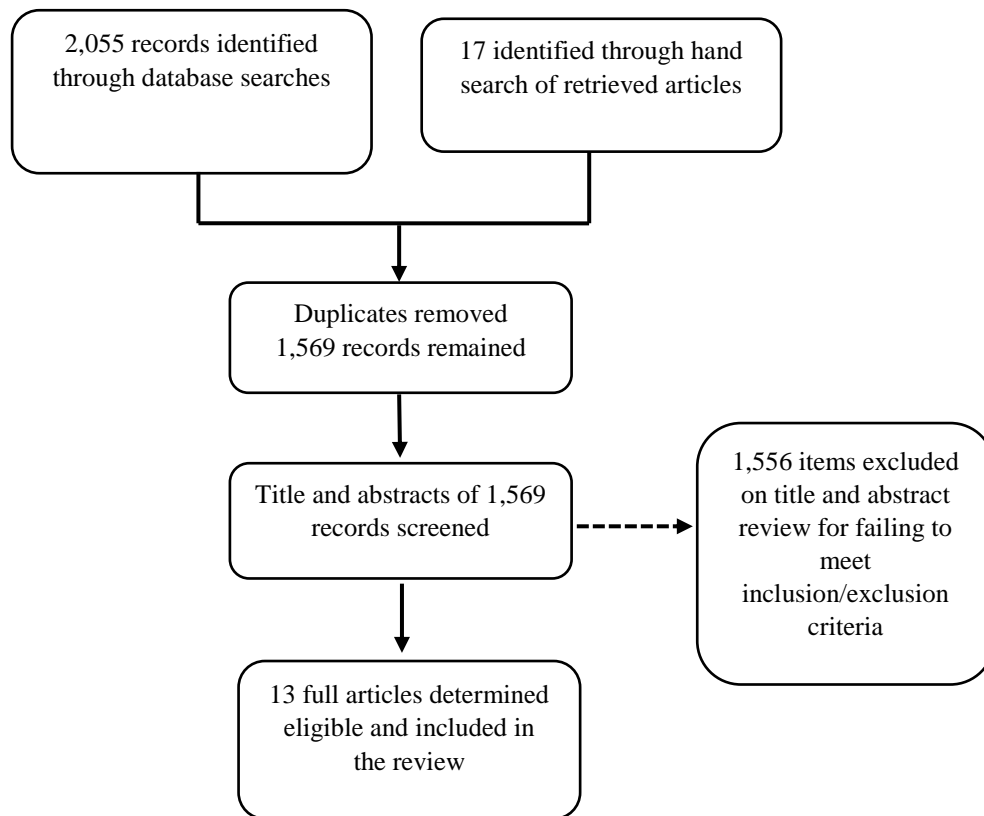 2,055 records identified
through database searches
17 identified through hand
search of retrieved articles
Duplicates removed
1,569 records remained
Title and abstracts of 1,569
records screened
1,556 items excluded
on title and abstract
review for failing to
meet
inclusion/exclusion
criteria
13 full articles determined
eligible and included in
the review